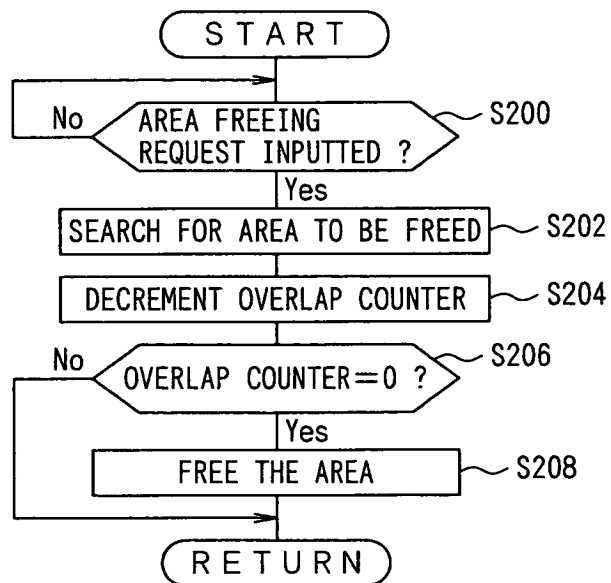 START
No
AREA FREEING
REQUEST INPUTTED ?
S200
Yes
SEARCH FOR AREA TO BE FREED
S202
DECREMENT OVERLAP COUNTER
S204
No
OVERLAP COUNTER=0 ?
S206
Yes
FREE THE AREA
S208
RETURN